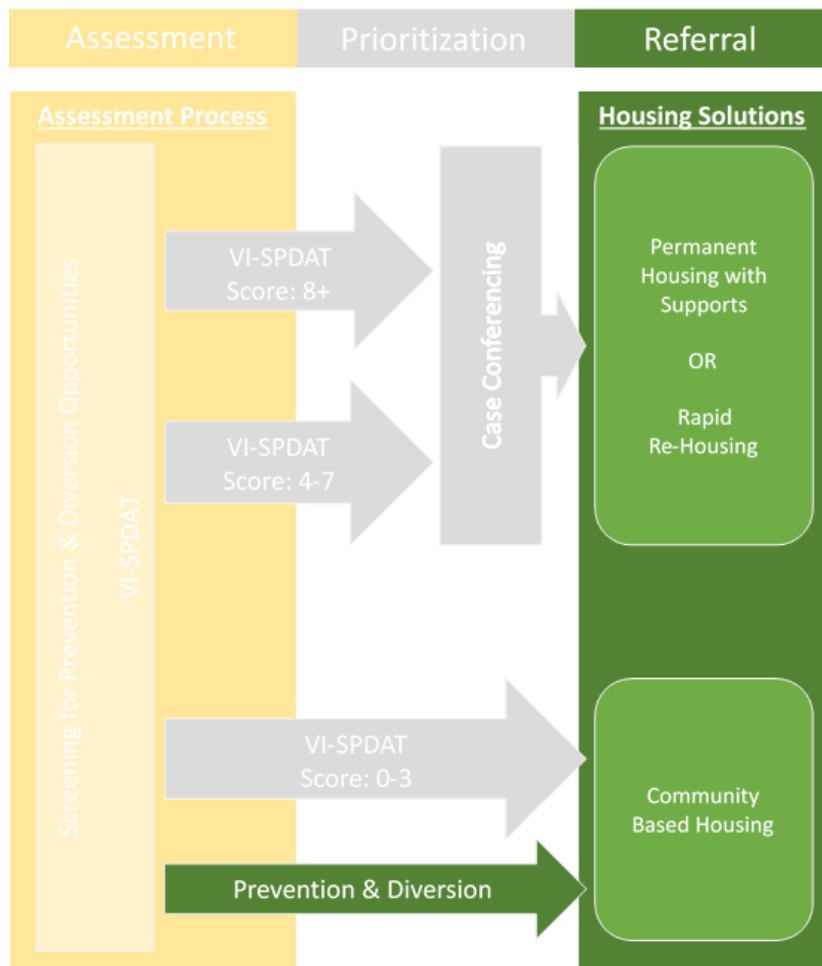 Assessment
Prioritization
Referral
Assessment Process
Screening for Prevention & Diversion Opportunities
VI-SPDAT
VI-SPDAT
Score: 8+
VI-SPDAT
Score: 4-7
Case Conferencing
VI-SPDAT
Score: 0-3
Prevention & Diversion
Housing Solutions
Permanent
Housing with
Supports
OR
Rapid
Re-Housing
Community
Based Housing